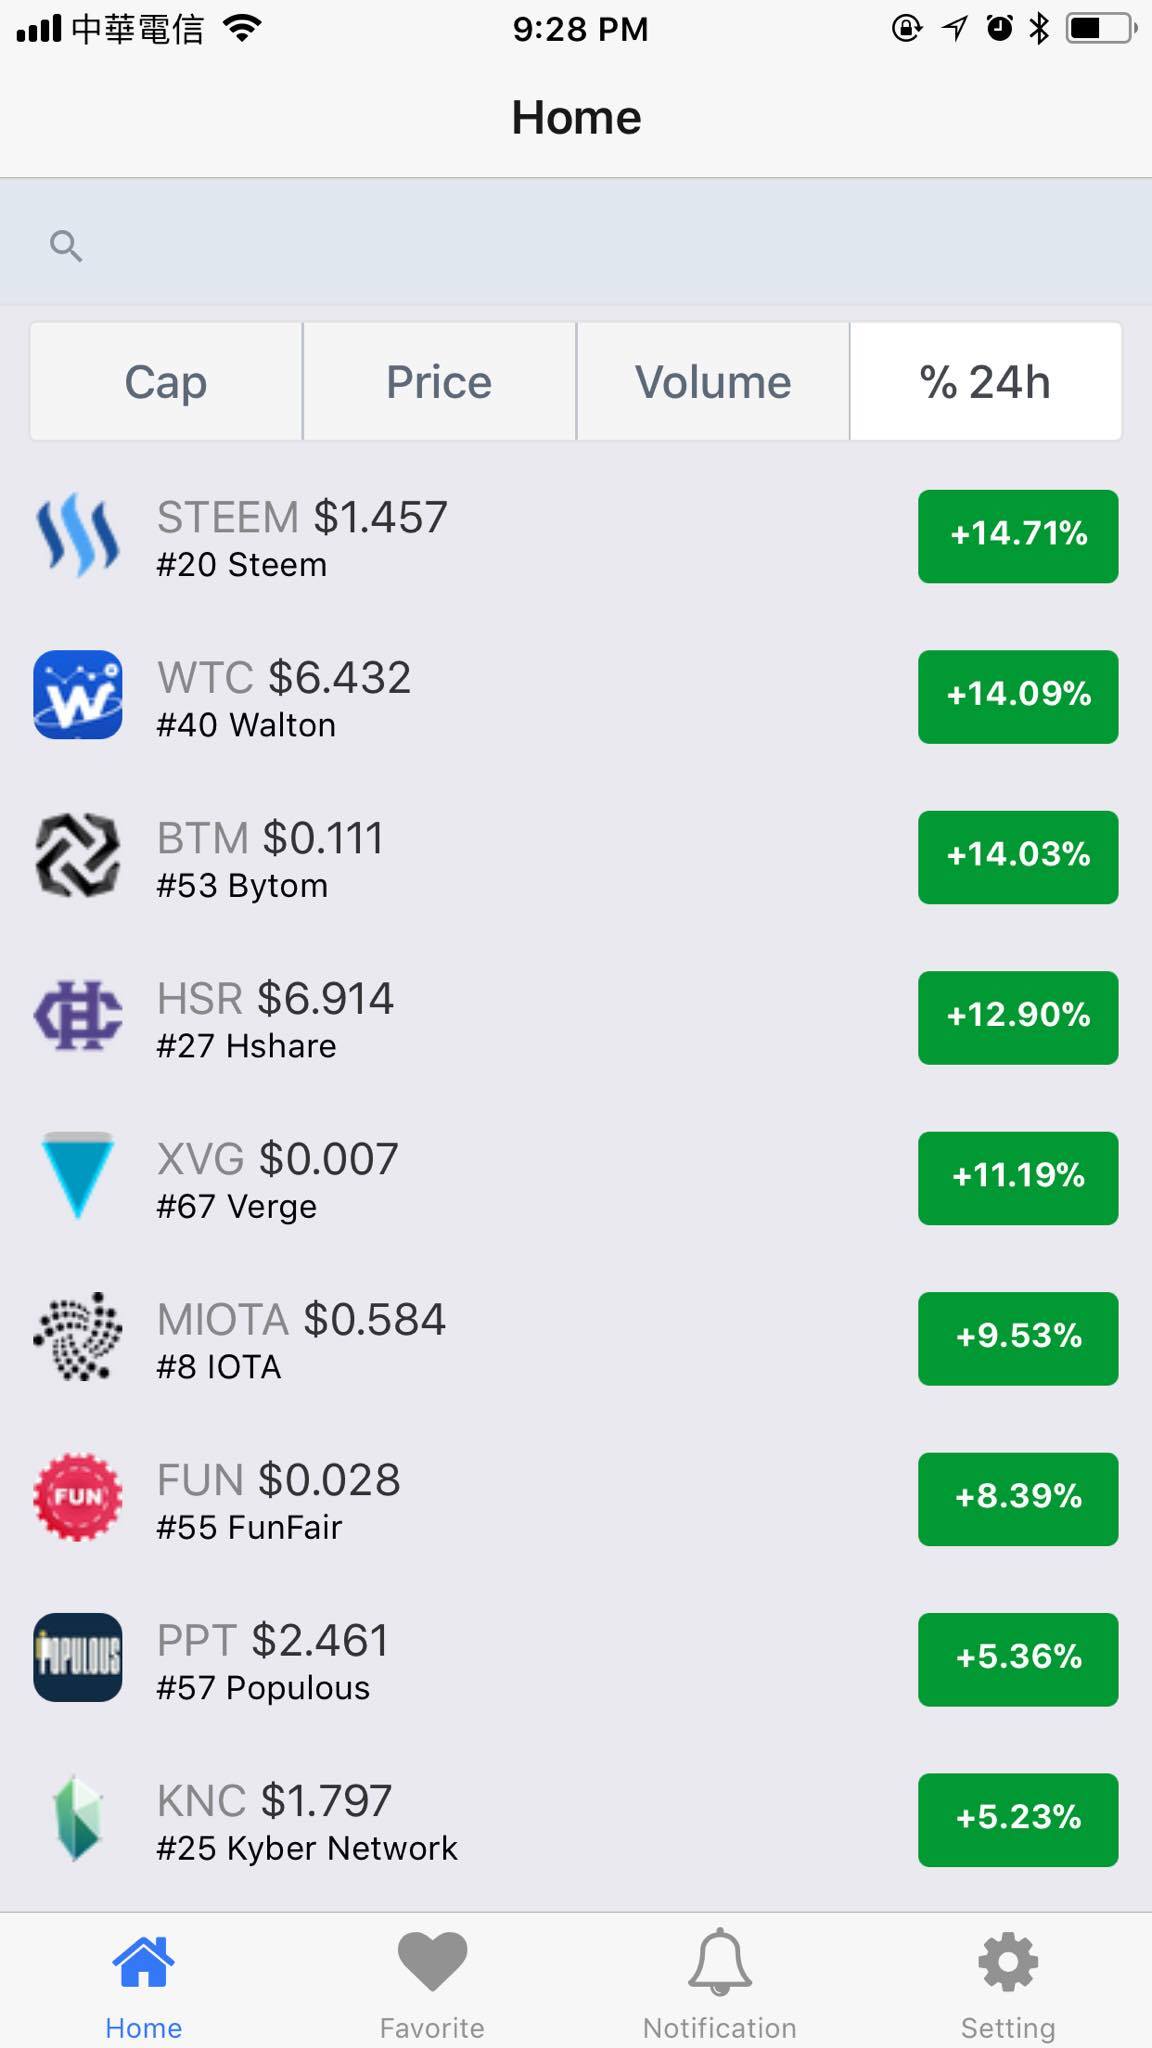 中華電信 9:28 PM
Home
Cap Price Volume % 24h
STEEM $1.457
#20 Steem
+14.71%
WTC $6.432
#40 Walton
+14.09%
BTM $0.111
#53 Bytom
+14.03%
HSR $6.914
#27 Hshare
+12.90%
XVG $0.007
#67 Verge
+11.19%
MIOTA $0.584
#8 IOTA
+9.53%
FUN
FUN $0.028
#55 FunFair
+8.39%
POPULOUS
PPT $2.461
#57 Populous
+5.36%
KNC $1.797
#25 Kyber Network
+5.23%
Home Favorite Notification Setting